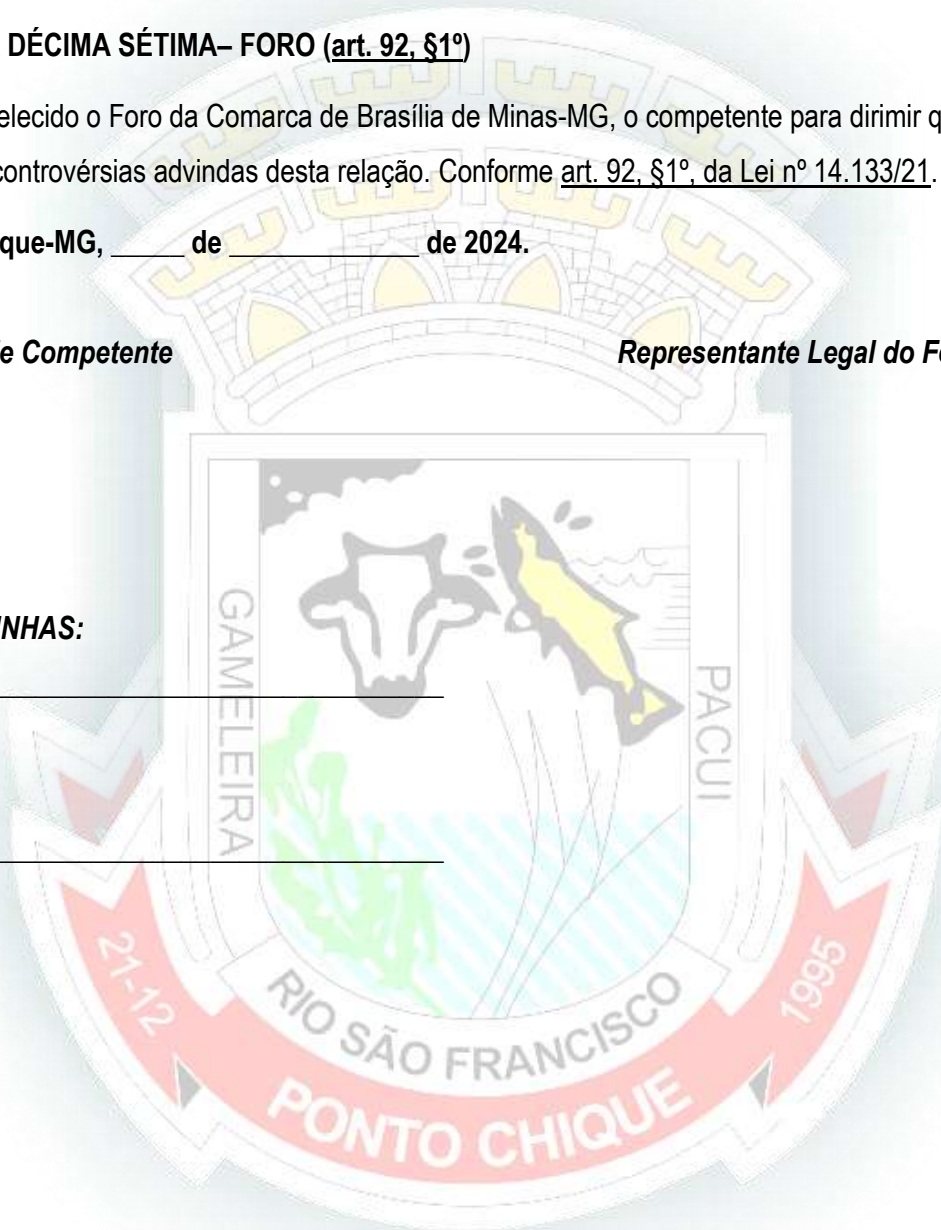 DÉCIMA SÉTIMA– FORO (art. 92, §1º)
elecido o Foro da Comarca de Brasília de Minas-MG, o competente para dirimir q
controvérsias advindas desta relação. Conforme art. 92, §1º, da Lei nº 14.133/21.
que-MG, _____ de _____________ de 2024.
e Competente Representante Legal do Fo
NHAS:
GAMELEIRA
PACUI
21-12
1995
RIO SÃO FRANCISCO
PONTO CHIQUE